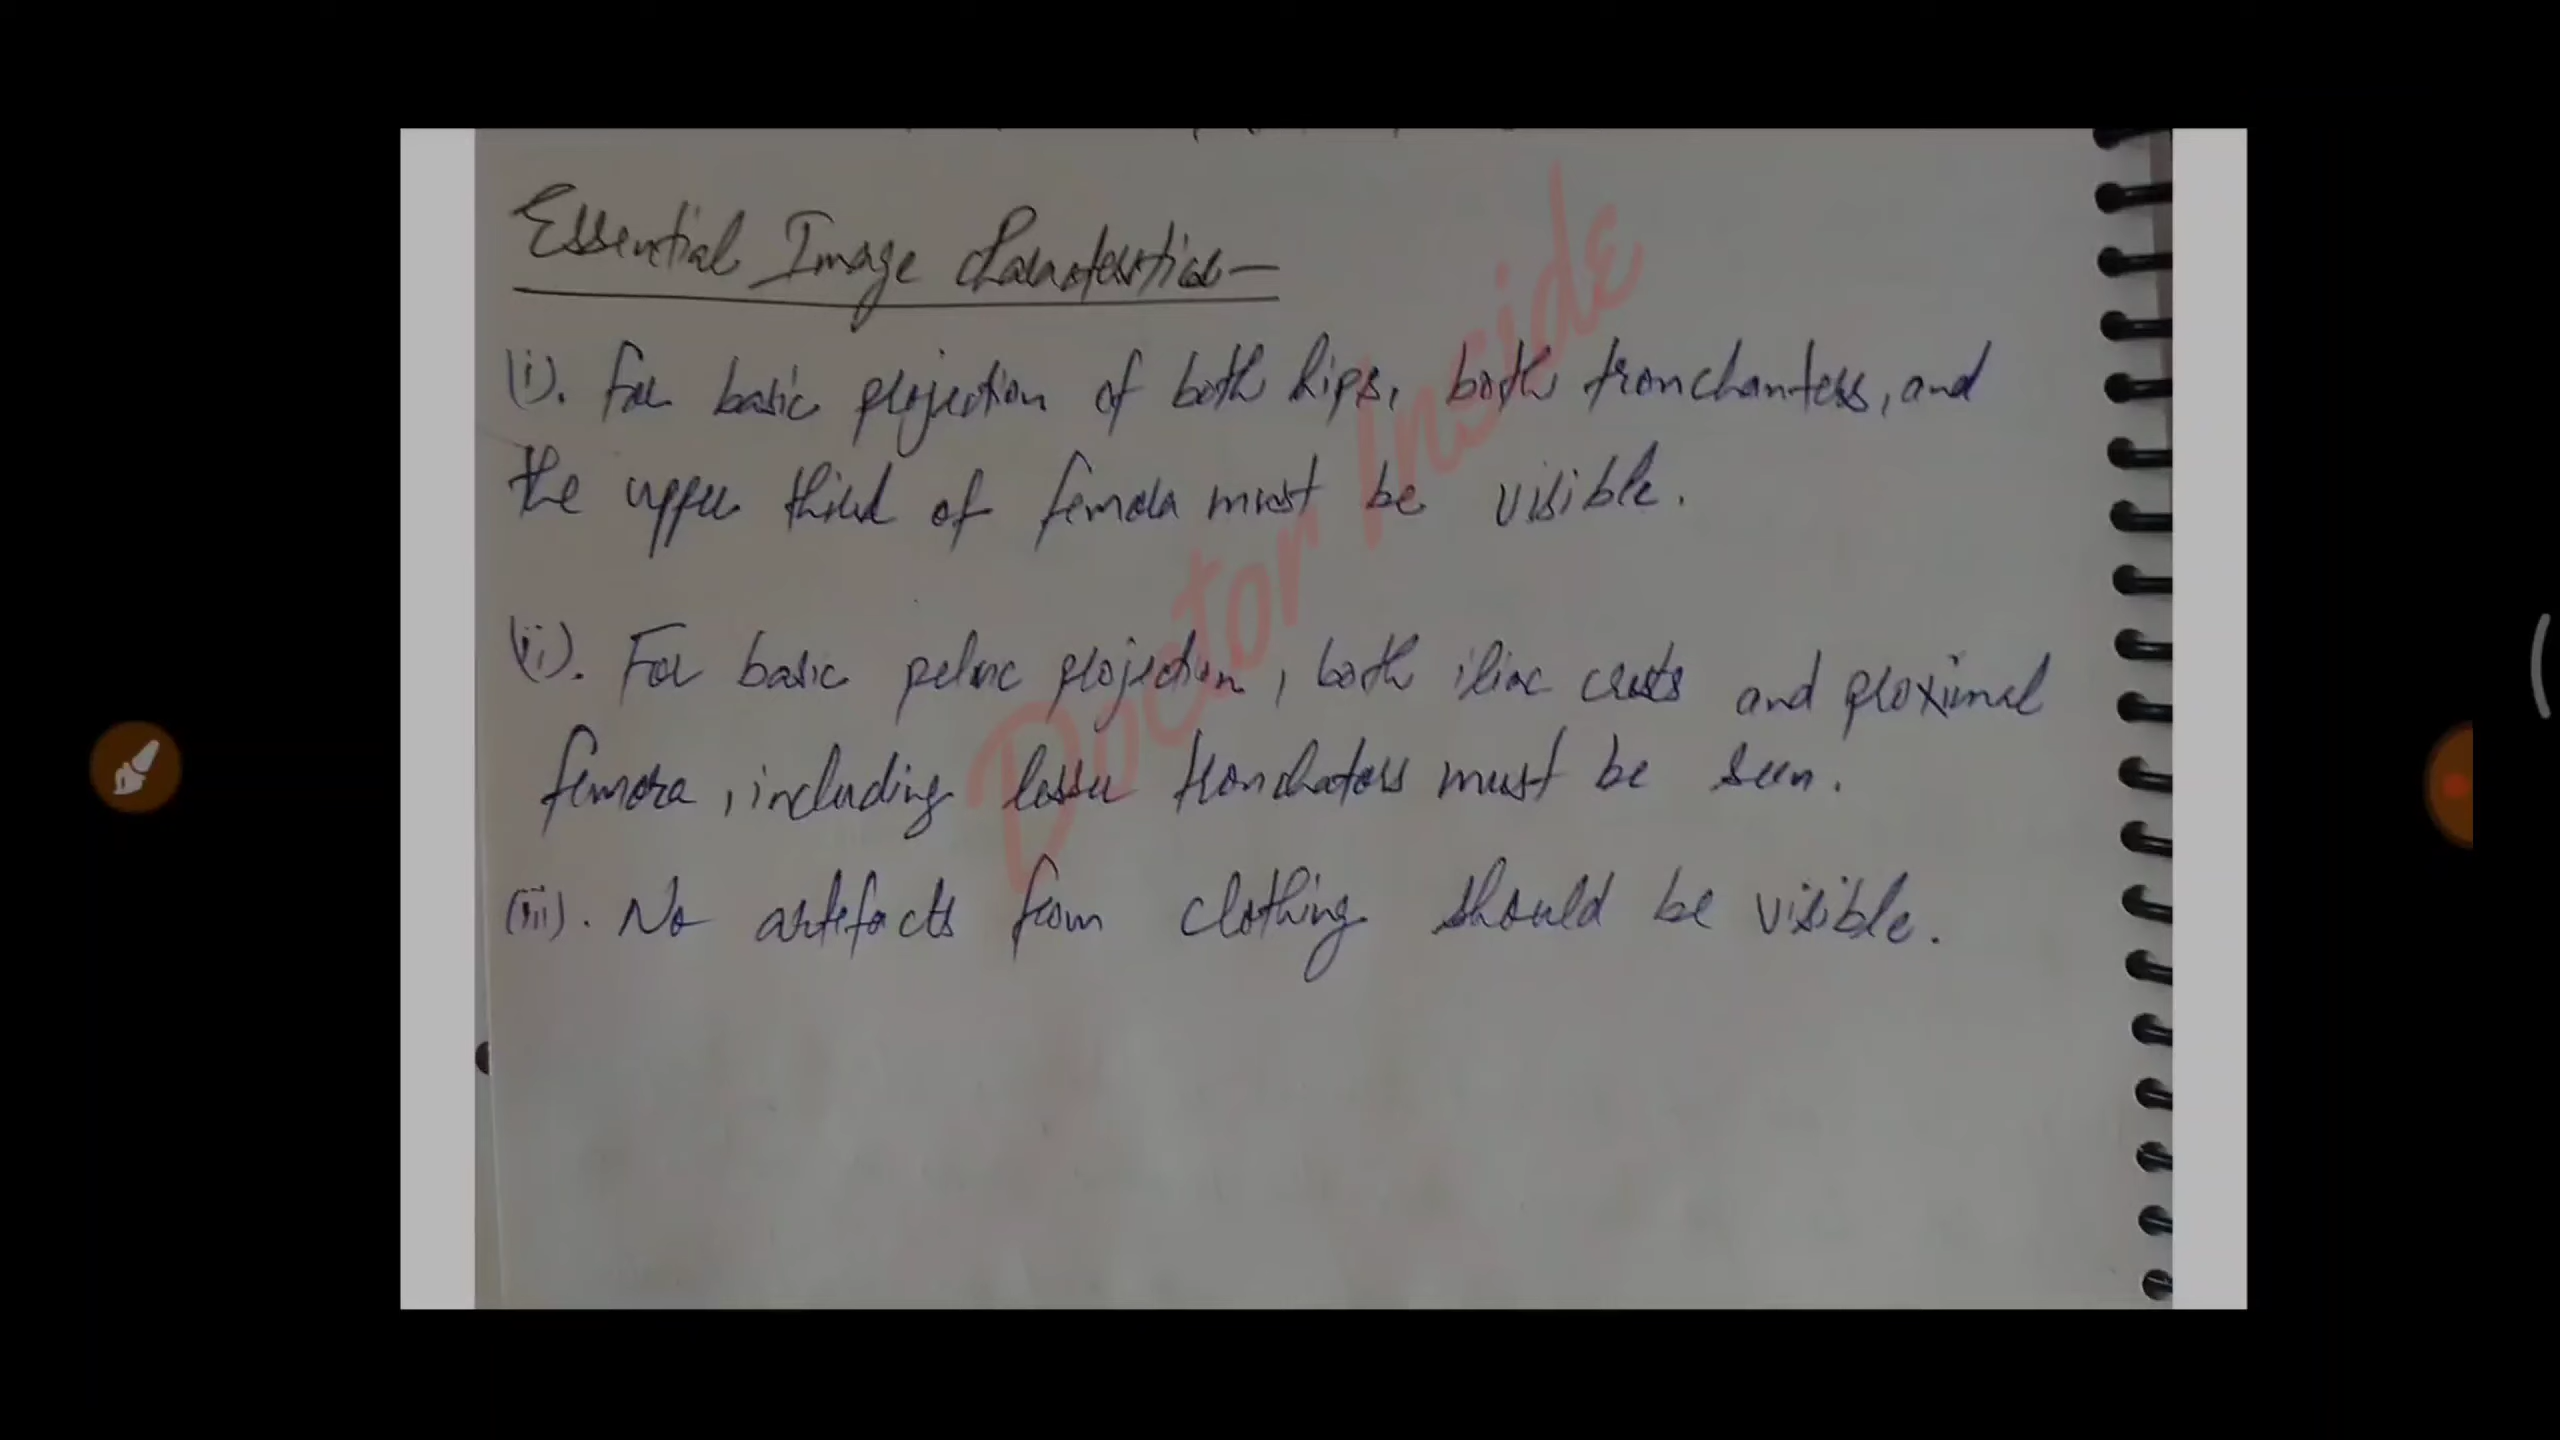 Essential Image Characteristics-
(i). For basic projection of both hips, both tronchanters, and
the upper third of femora must be visible.
(ii). For basic pelvic projection, both iliac crests and proximal
femora, including lesser tronchators must be seen.
(iii). No artefacts from clothing should be visible.
Doctor Inside